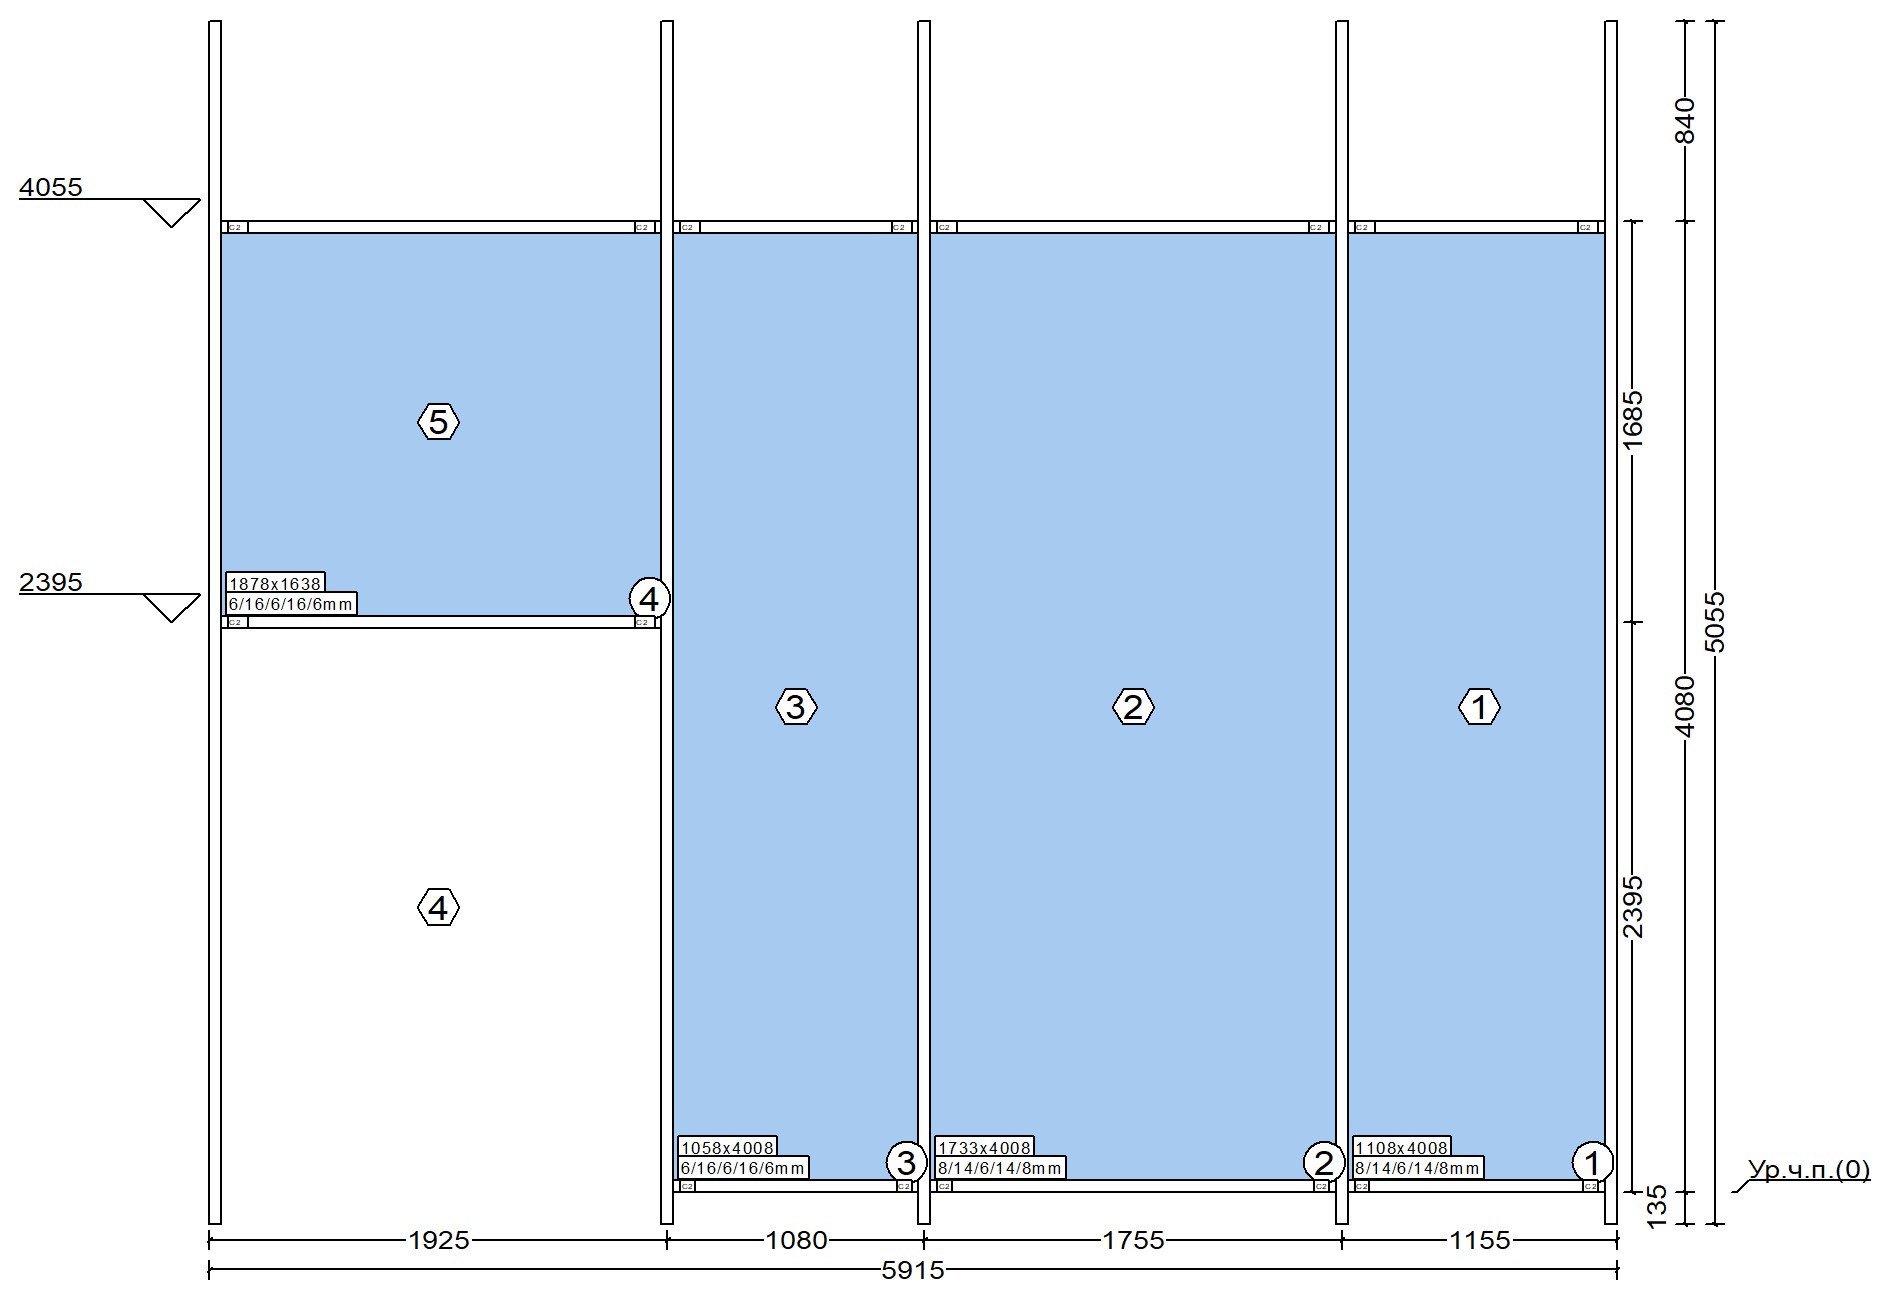 840
4055
C2 C2 C2 C2 C2 C2 C2 C2
5
1685
2395
1878x1638
6/16/6/16/6mm
4
C2 C2
5055
3
2
1
4080
4
2395
1058x4008
6/16/6/16/6mm
3
1733x4008
8/14/6/14/8mm
2
1108x4008
8/14/6/14/8mm
1
Ур.ч.п.(0)
C2 C2 C2 C2 C2 C2
135
1925 1080 1755 1155
5915